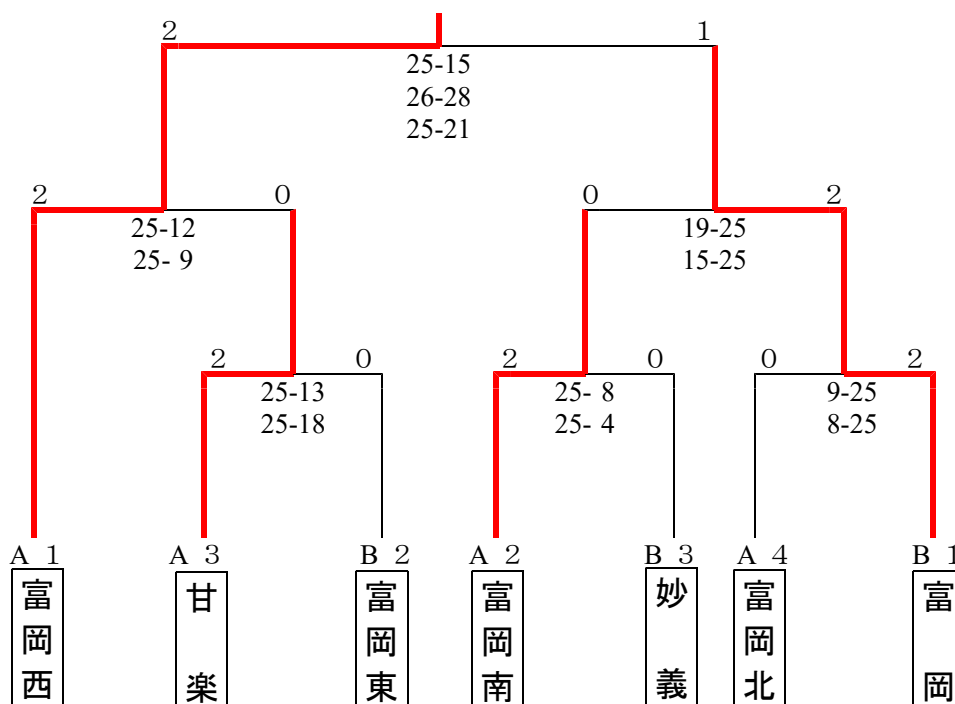 ２
１
25-15
26-28
25-21
２
０
０
２
25-12
25- 9
19-25
15-25
２
０
２
０
０
２
25-13
25-18
25- 8
25- 4
9-25
8-25
A １
A ３
B ２
A ２
B ３
A ４
B １
富岡西
甘楽
富岡東
富岡南
妙義
富岡北
富岡